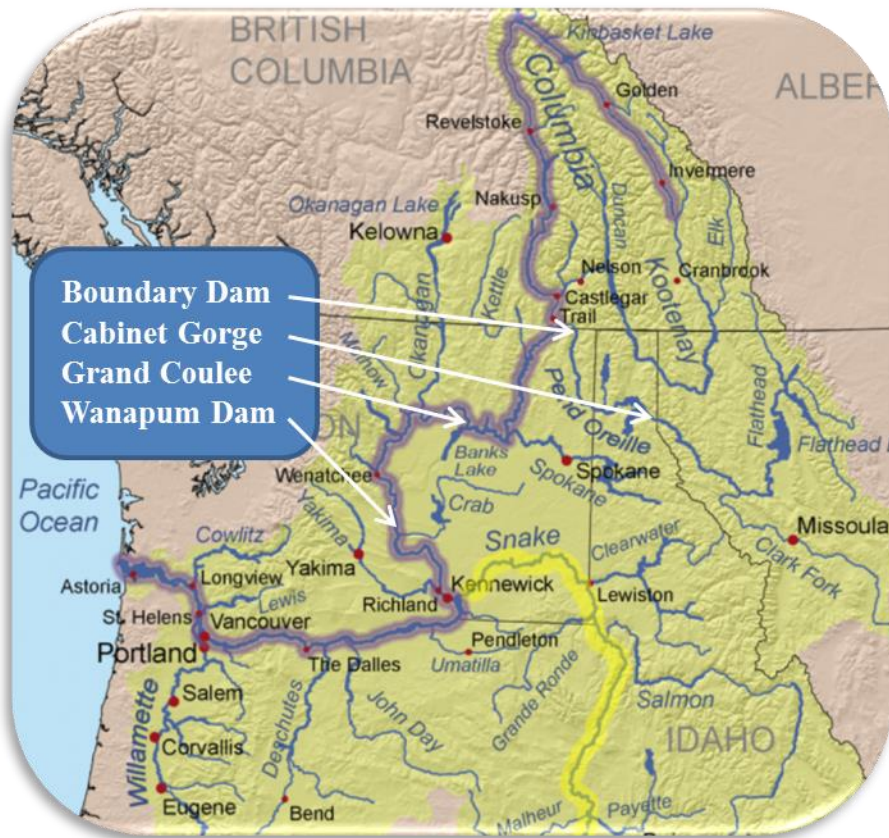 BRITISH
COLUMBIA
Kinbasket Lake
ALBER
Golden
Columbia
Revelstoke
Invermere
Nakusp
Okanagan Lake
Duncan
Elk
Kelowna
Kootenay
Nelson
Cranbrook
Kettle
Castlegar
Trail
Okanagan
Boundary Dam
Cabinet Gorge
Grand Coulee
Wanapum Dam
ON
Pend Oreille
Flathead
Flathead
Banks
Lake
Wenatchee
Spokane
Spokane
Pacific
Ocean
Crab
Yakima
Missoula
Cowlitz
Snake
Clearwater
Clark Fork
Astoria
Longview
Yakima
Kennewick
Lewis
Richland
Lewiston
St. Helens
Vancouver
Portland
Pendleton
The Dalles
Umatilla
Salem
Grande Ronde
Salmon
Willamette
Deschutes
John Day
IDAHO
Corvallis
Eugene
Bend
Malheur
Payette